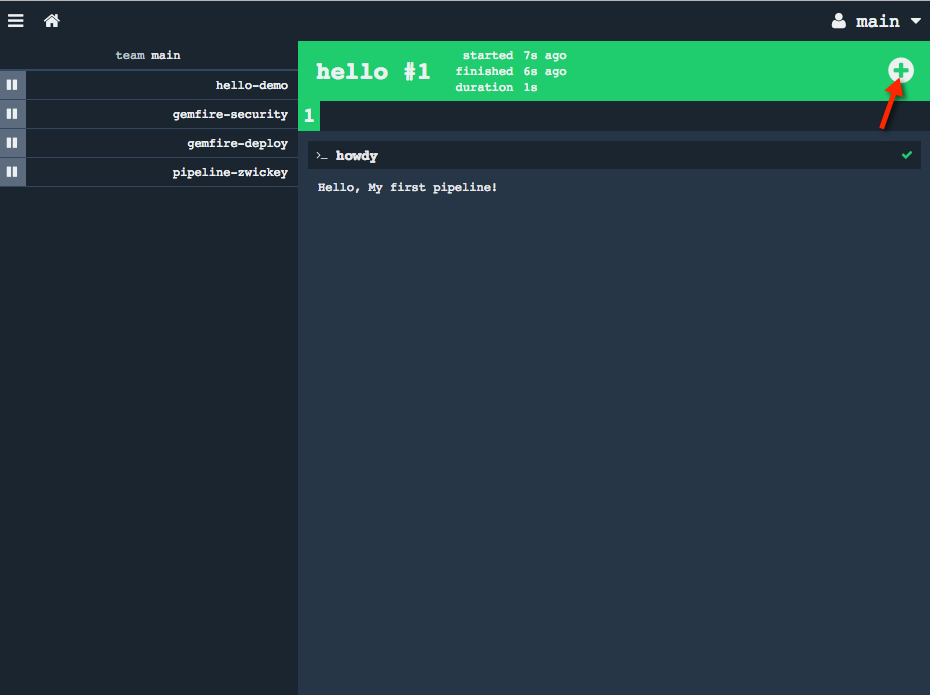 main
team main
hello-demo
gemfire-security
gemfire-deploy
pipeline-zwickey
hello #1
started 7s ago
finished 6s ago
duration 1s
1
>_ howdy
Hello, My first pipeline!